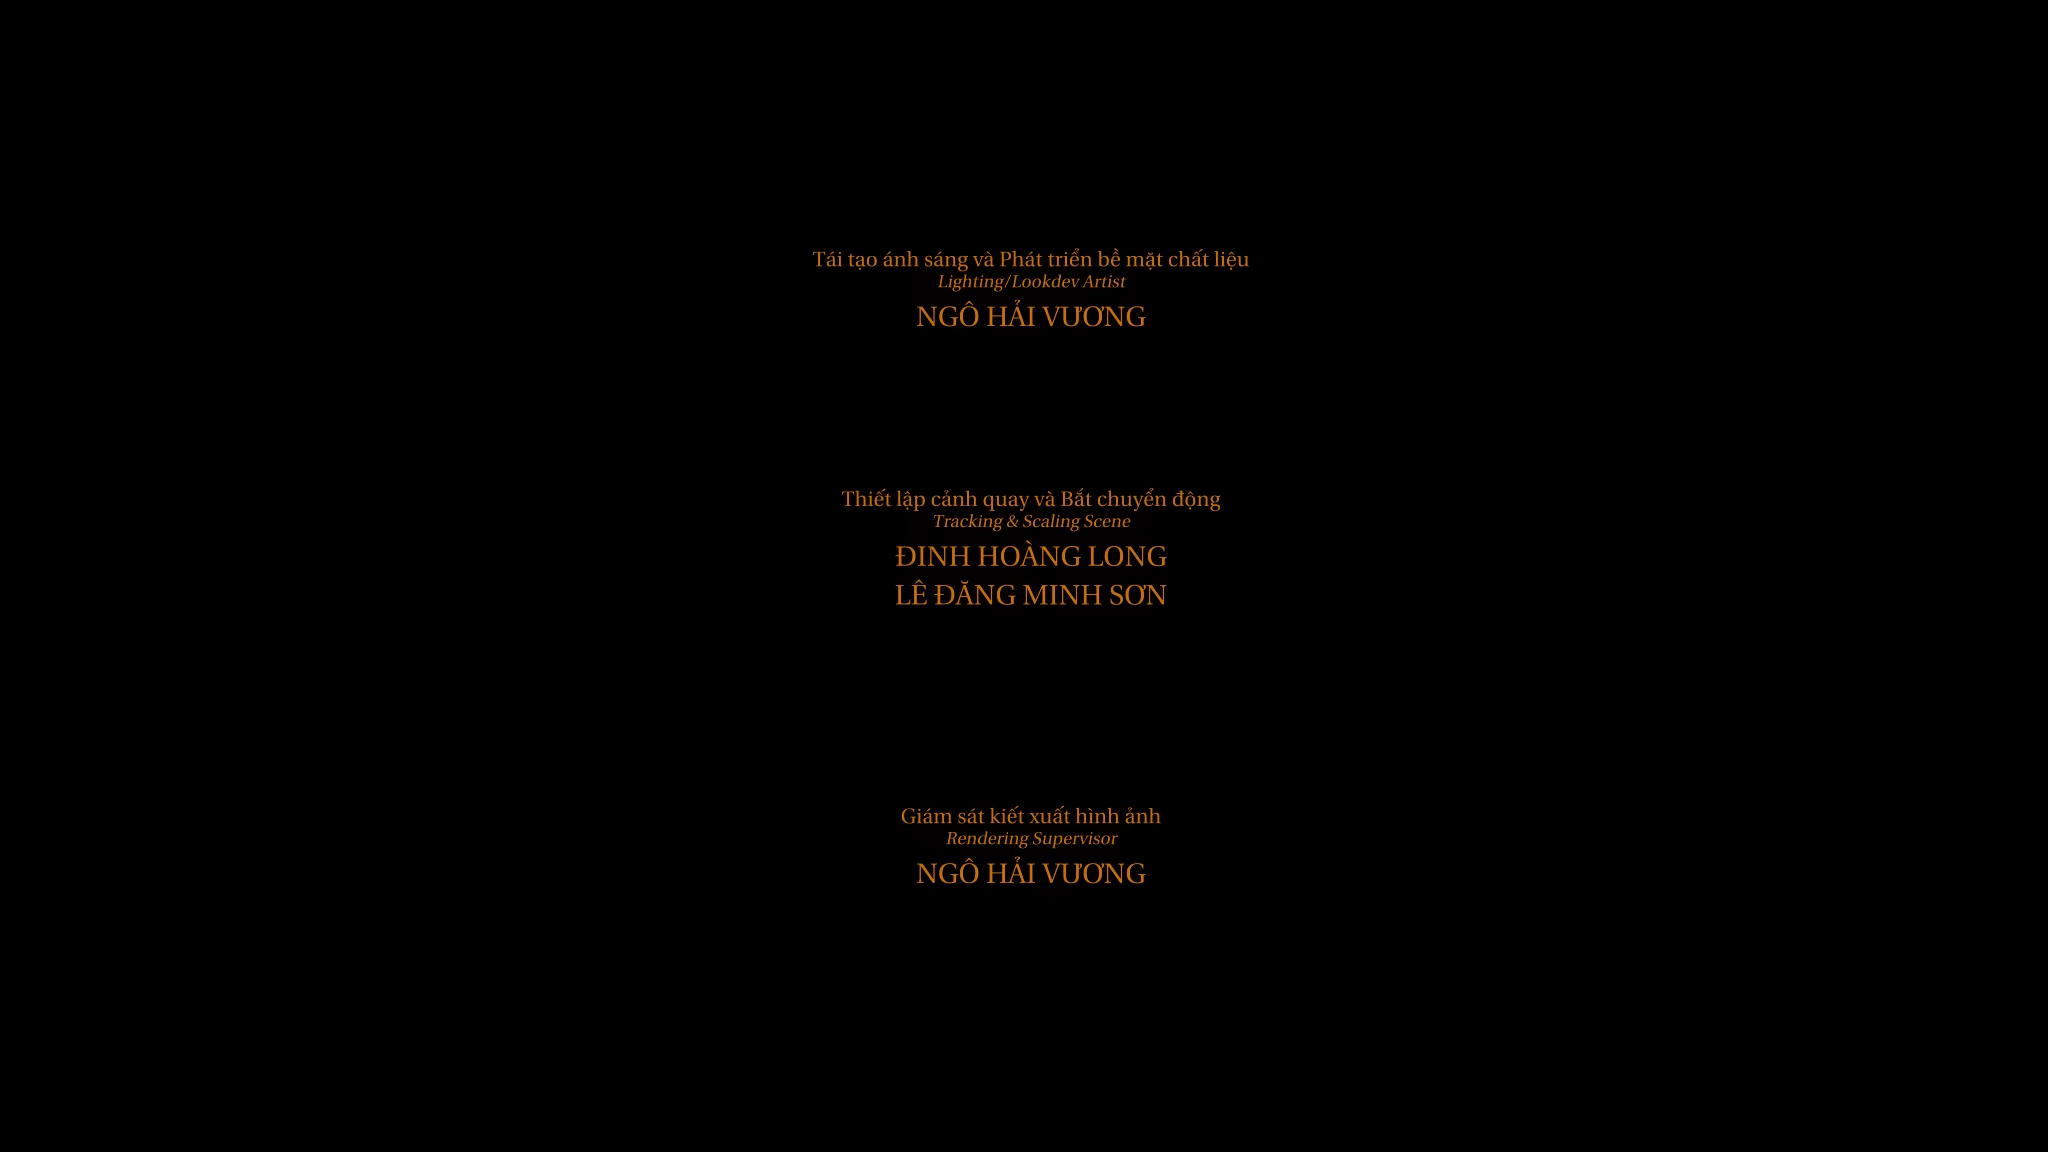 Tái tạo ánh sáng và Phát triển bề mặt chất liệu
Lighting/Lookdev Artist
NGÔ HẢI VƯƠNG
Thiết lập cảnh quay và Bắt chuyển động
Tracking & Scaling Scene
ĐINH HOÀNG LONG
LÊ ĐĂNG MINH SƠN
Giám sát kiết xuất hình ảnh
Rendering Supervisor
NGÔ HẢI VƯƠNG